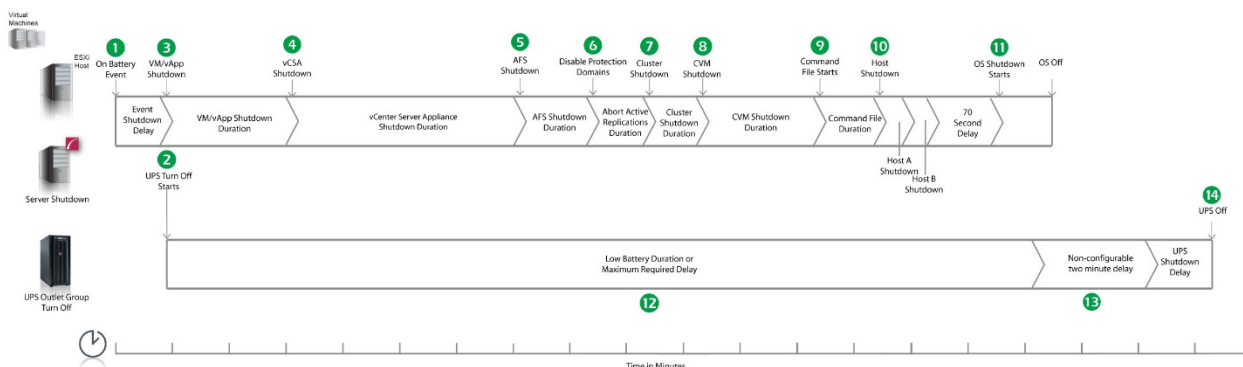 Virtual
Machines
ESXi
Host
1
On Battery
Event
3
VM/vApp
Shutdown
4
vCSA
Shutdown
5
AFS
Shutdown
6
Disable Protection
Domains
7
Cluster
Shutdown
8
CVM
Shutdown
9
Command
File Starts
10
Host
Shutdown
11
OS Shutdown
Starts
OS Off
Event
Shutdown
Delay
VM/vApp Shutdown
Duration
vCenter Server Appliance
Shutdown Duration
AFS Shutdown
Duration
Abort Active
Replications
Duration
Cluster
Shutdown
Duration
CVM Shutdown
Duration
Command File
Duration
70
Second
Delay
Host A
Shutdown
Host B
Shutdown
2
UPS Turn Off
Starts
Server Shutdown
14
UPS Off
Low Battery Duration or
Maximum Required Delay
Non-configurable
two minute delay
UPS
Shutdown
Delay
12
13
UPS Outlet Group
Turn Off
Time in Minutes